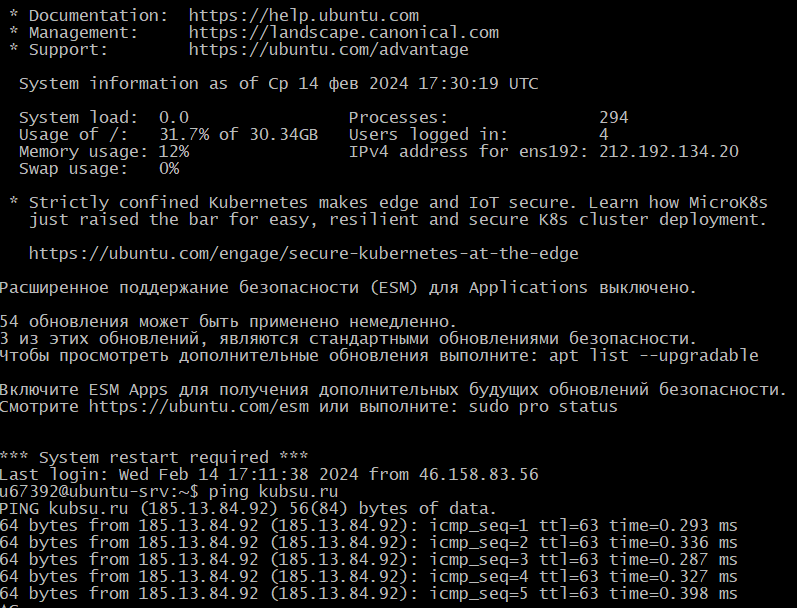 * Documentation:  https://help.ubuntu.com
* Management:     https://landscape.canonical.com
* Support:        https://ubuntu.com/advantage
System information as of Ср 14 фев 2024 17:30:19 UTC
System load:  0.0                Processes:               294
Usage of /:   31.7% of 30.34GB   Users logged in:         4
Memory usage: 12%                IPv4 address for ens192: 212.192.134.20
Swap usage:   0%
* Strictly confined Kubernetes makes edge and IoT secure. Learn how MicroK8s
just raised the bar for easy, resilient and secure K8s cluster deployment.
https://ubuntu.com/engage/secure-kubernetes-at-the-edge
Расширенное поддержание безопасности (ESM) для Applications выключено.
54 обновления может быть применено немедленно.
3 из этих обновлений, являются стандартными обновлениями безопасности.
Чтобы просмотреть дополнительные обновления выполните: apt list --upgradable
Включите ESM Apps для получения дополнительных будущих обновлений безопасности.
Смотрите https://ubuntu.com/esm или выполните: sudo pro status
*** System restart required ***
Last login: Wed Feb 14 17:11:38 2024 from 46.158.83.56
u67392@ubuntu-srv:~$ ping kubsu.ru
PING kubsu.ru (185.13.84.92) 56(84) bytes of data.
64 bytes from 185.13.84.92 (185.13.84.92): icmp_seq=1 ttl=63 time=0.293 ms
64 bytes from 185.13.84.92 (185.13.84.92): icmp_seq=2 ttl=63 time=0.336 ms
64 bytes from 185.13.84.92 (185.13.84.92): icmp_seq=3 ttl=63 time=0.287 ms
64 bytes from 185.13.84.92 (185.13.84.92): icmp_seq=4 ttl=63 time=0.327 ms
64 bytes from 185.13.84.92 (185.13.84.92): icmp_seq=5 ttl=63 time=0.398 ms